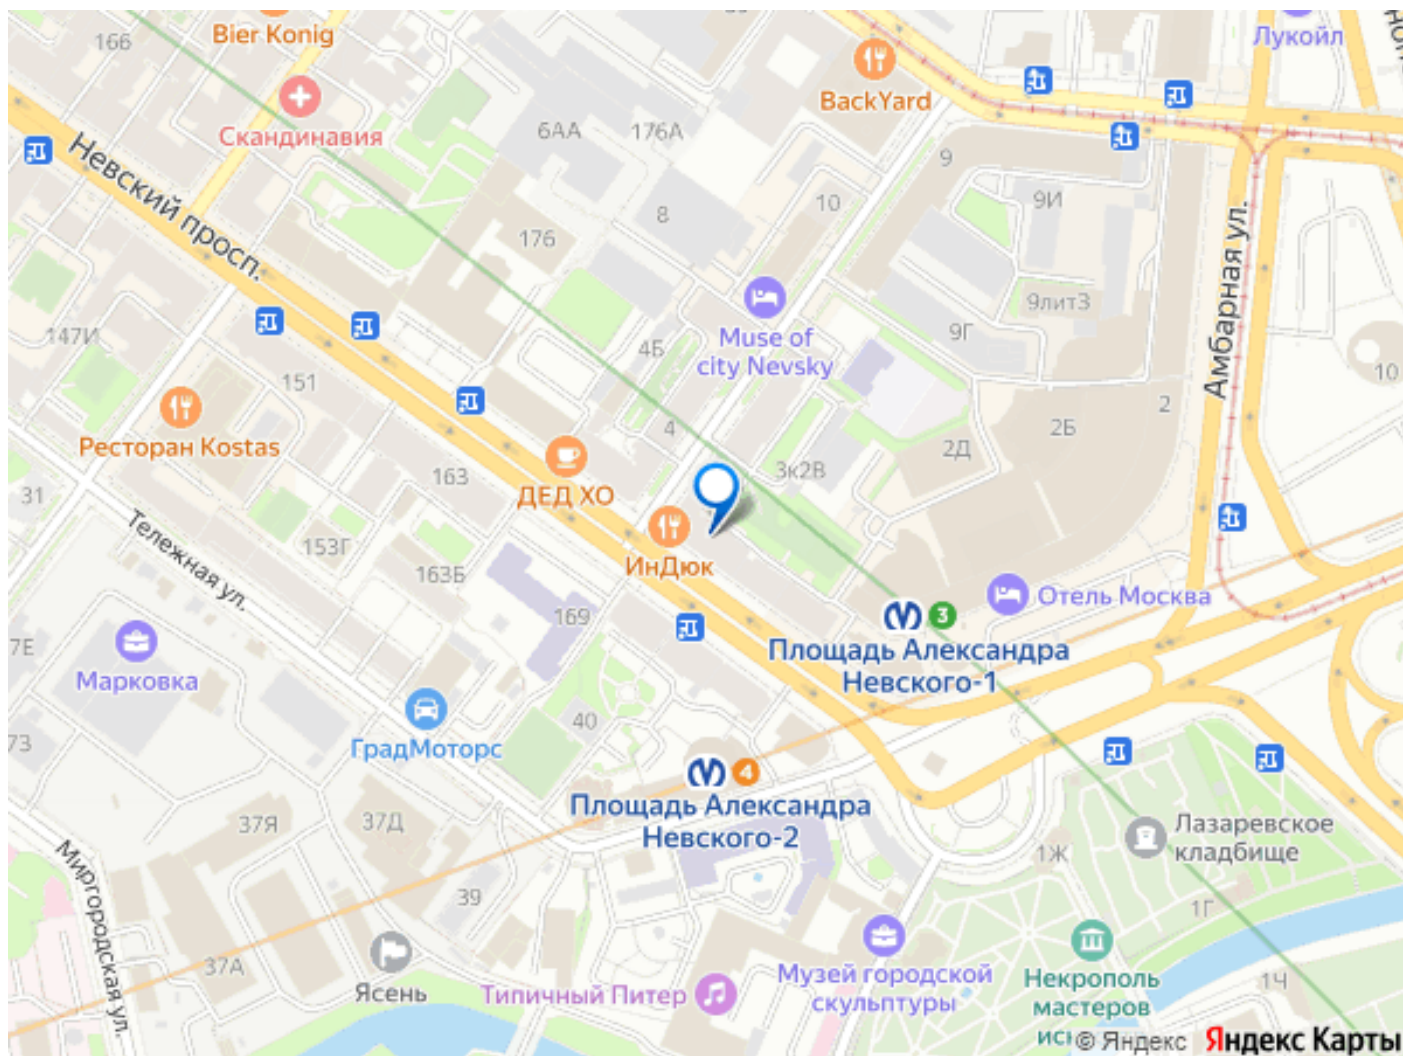 Bier Konig
Лукойл
166
BackYard
Скандинавия
6АА
176А
9
Невский просп.
10
9И
8
176
Амбарная ул.
9литЗ
9Г
147И
Muse of
city Nevsky
4Б
10
151
2
4
2Б
Ресторан Kostas
2Д
163
3к2В
31
ДЕД ХО
Тележная ул.
153Г
ИнДюк
163Б
Отель Москва
3
169
7Е
Площадь Александра
Невского-1
Марковка
40
73
ГрадМоторс
4
Площадь Александра
Невского-2
37Я
37Д
Лазаревское
кладбище
1Ж
Миргородская ул.
39
1Г
37А
Музей городской
скульптуры
Некрополь
мастеров
1Ч
Ясень
Типичный Питер
© Яндекс Яндекс Карты